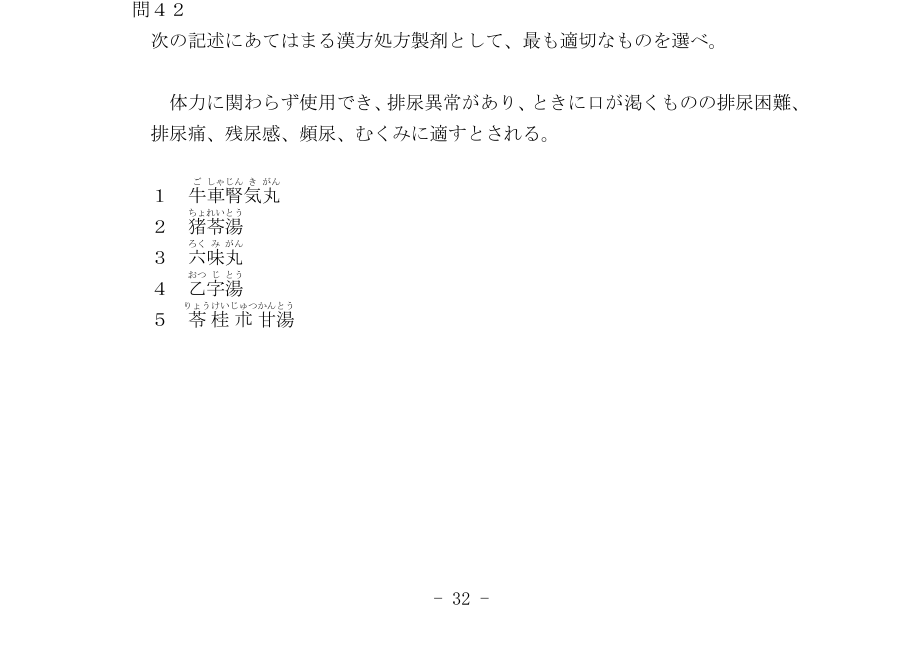 問４２
次の記述にあてはまる漢方処方製剤として、最も適切なものを選べ。
体力に関わらず使用でき、排尿異常があり、ときに口が渇くものの排尿困難、
排尿痛、残尿感、頻尿、むくみに適すとされる。
ご しゃじん き がん
１　牛車腎気丸
ちょれいとう
２　猪苓湯
ろく み がん
３　六味丸
おつ じ とう
４　乙字湯
りょうけいじゅつかんとう
５　苓桂朮甘湯
- 32 -